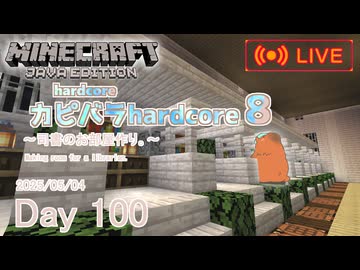 MINECRAFT
JAVA EDITION
LIVE
hardcore
カピバラhardcore8
～司書のお部屋作り。～
Making room for a librarian.
2025/05/04
Day 100